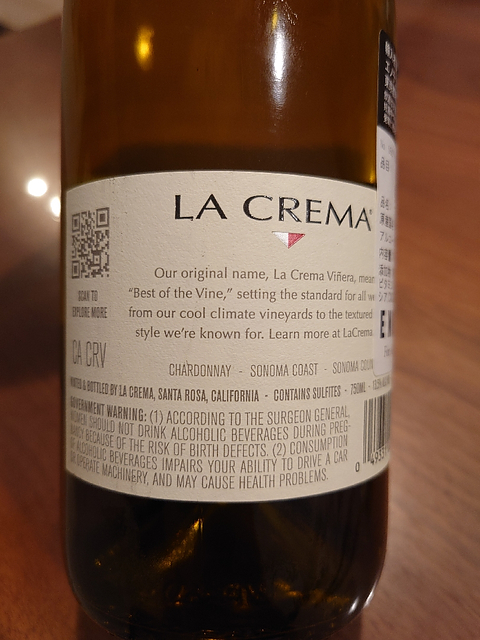 LA CREMA®
Our original name, La Crema Viñera,
"Best of the Vine," setting the standard for all
from our cool climate vineyards to the textured
style we're known for. Learn more at LaCrema
SCAN TO
EXPLORE MORE
CA CRV
CHARDONNAY - SONOMA COAST - SONOMA
& BOTTLED BY LA CREMA, SANTA ROSA, CALIFORNIA - CONTAINS SULFITES - 750ML -
GOVERNMENT WARNING: (1) ACCORDING TO THE SURGEON GENERAL,
WOMEN SHOULD NOT DRINK ALCOHOLIC BEVERAGES DURING PREG-
NANCY BECAUSE OF THE RISK OF BIRTH DEFECTS. (2) CONSUMPTION
OF ALCOHOLIC BEVERAGES IMPAIRS YOUR ABILITY TO DRIVE A CAR
OR OPERATE MACHINERY, AND MAY CAUSE HEALTH PROBLEMS.